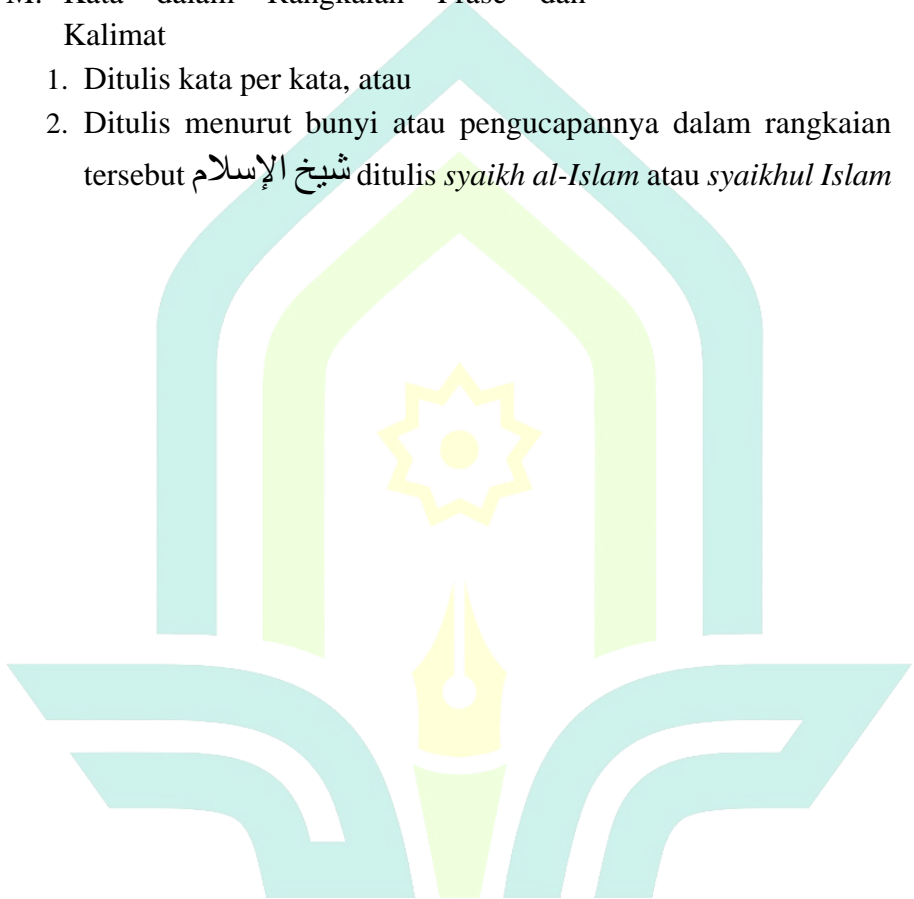 M. Kata dalam Rangkaian Frase dan
Kalimat
1. Ditulis kata per kata, atau
2. Ditulis menurut bunyi atau pengucapannya dalam rangkaian
tersebut شيخ الإسلام ditulis syaikh al-Islam atau syaikhul Islam